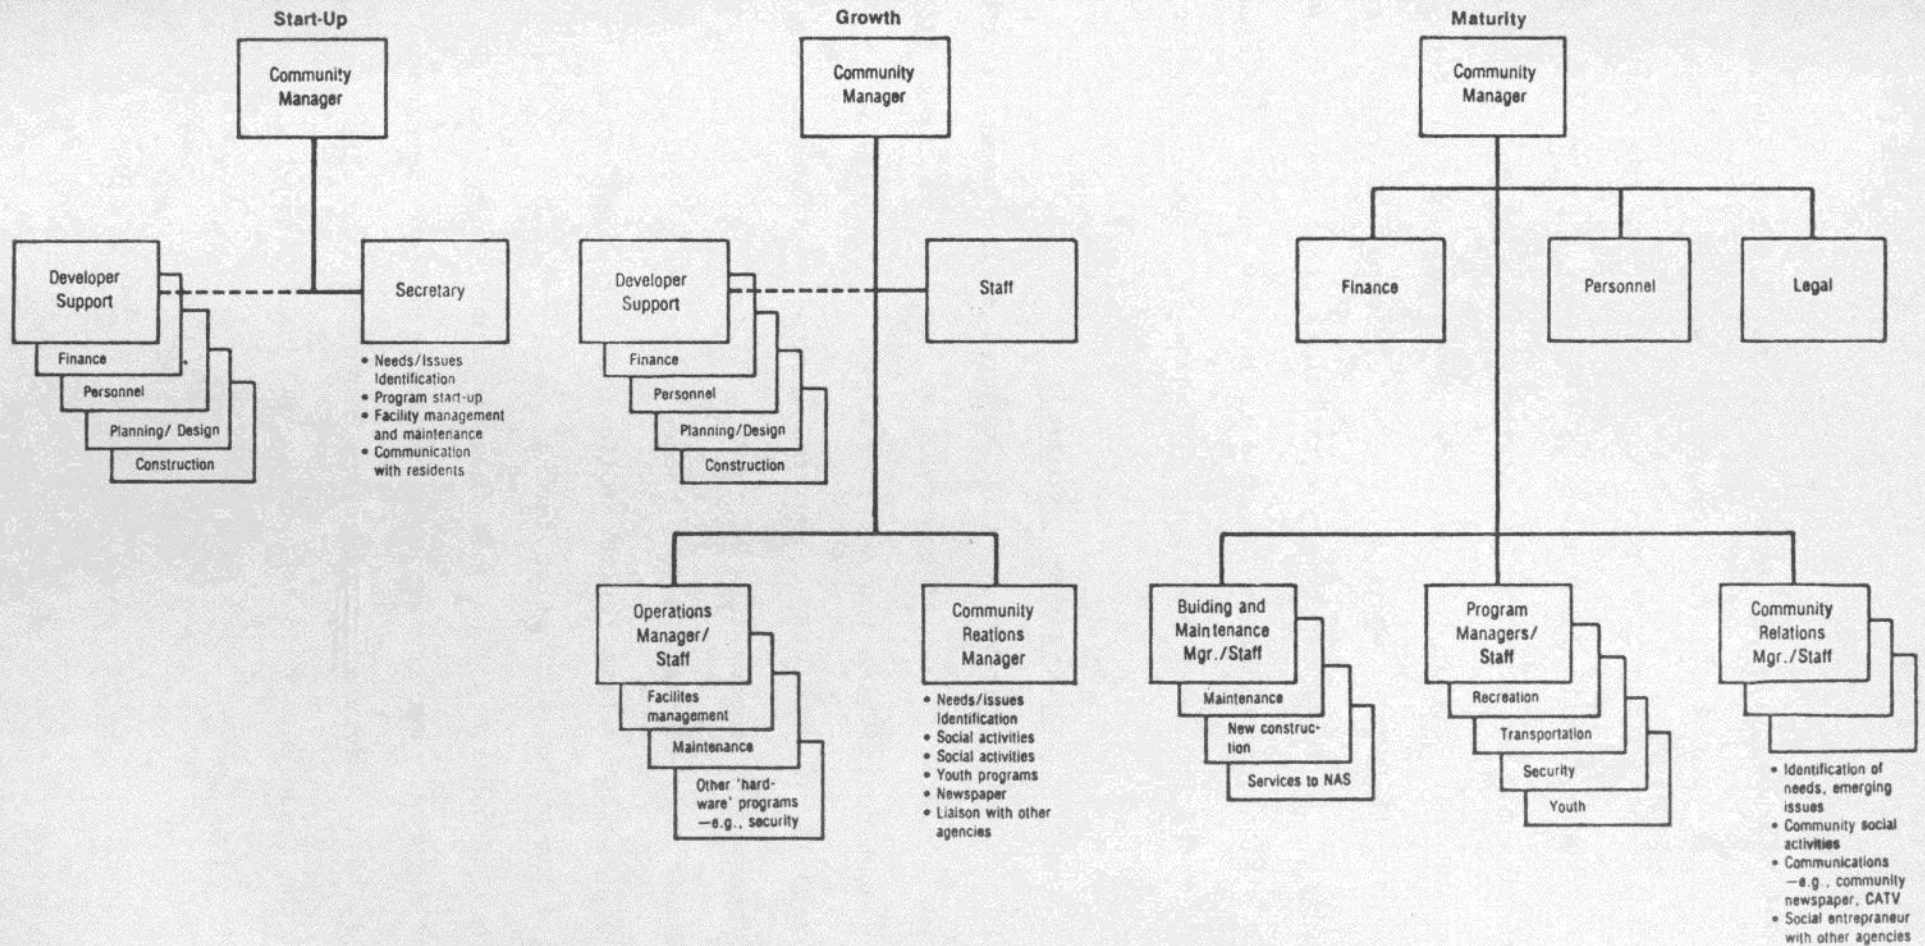 Start-Up
Community
Manager
Developer
Support
Finance
Personnel
Planning/ Design
Construction
Secretary
• Needs/Issues
Identification
• Program start-up
• Facility management
and maintenance
• Communication
with residents
Growth
Community
Manager
Developer
Support
Finance
Personnel
Planning/Design
Construction
Staff
Operations
Manager/
Staff
Facilites
management
Maintenance
Other 'hard-
ware' programs
—e.g., security
Community
Reations
Manager
• Needs/Issues
Identification
• Social activities
• Social activities
• Youth programs
• Newspaper
• Liaison with other
agencies
Maturity
Community
Manager
Finance
Personnel
Legal
Buiding and
Maintenance
Mgr./Staff
Maintenance
New construc-
tion
Services to NAS
Program
Managers/
Staff
Recreation
Transportation
Security
Youth
Community
Relations
Mgr./Staff
• Identification of
needs, emerging
issues
• Community social
activities
• Communications
—e.g., community
newspaper, CATV
• Social entrepraneur
with other agencies